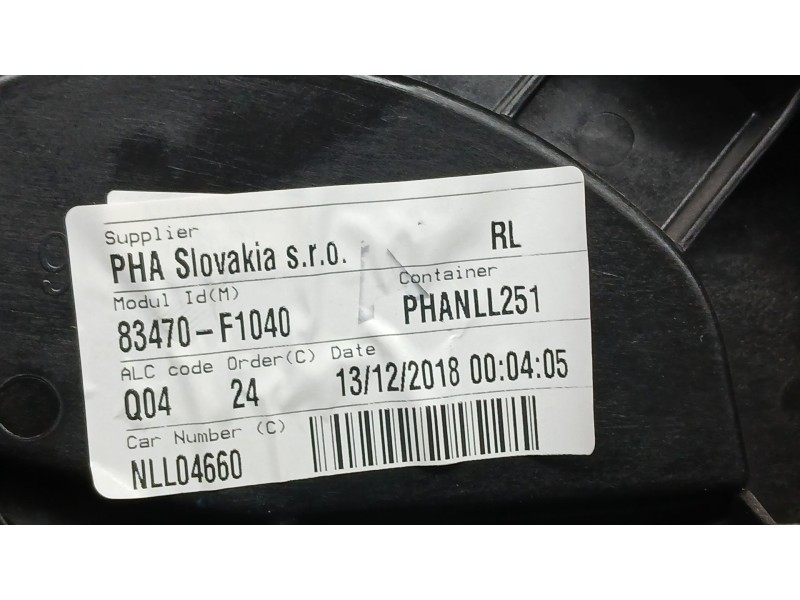 Supplier
PHA Slovakia s.r.o.
RL
Modul Id(M)
Container
83470-F1040
PHANLL251
ALC code Order(C) Date
Q04 24 13/12/2018 00:04:05
Car Number (C)
NLL04660